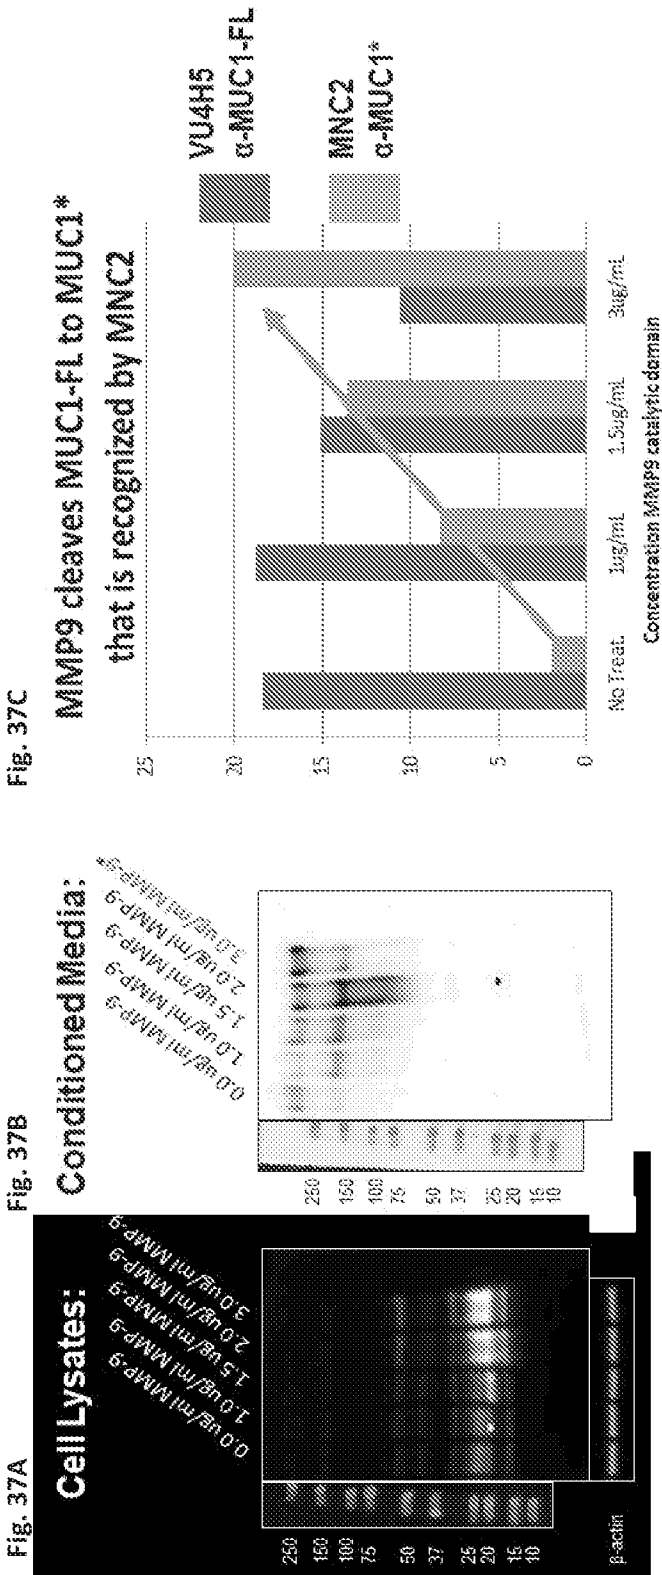 Fig. 37A
Cell Lysates:
0.0 ug/ml MMP-9
1.0 ug/ml MMP-9
1.5 ug/ml MMP-9
2.0 ug/ml MMP-9
3.0 ug/ml MMP-9
250
150
100
75
50
37
25
20
15
10
β-actin
Fig. 37B
Conditioned Media:
0.0 ug/ml MMP-9
1.0 ug/ml MMP-9
1.5 ug/ml MMP-9
2.0 ug/ml MMP-9
3.0 ug/ml MMP-9*
250
150
100
75
50
37
25
20
15
10
Fig. 37C
MMP9 cleaves MUC1-FL to MUC1*
that is recognized by MNC2
25
20
15
10
5
0
No Treat.
1ug/mL
1.5ug/mL
3ug/mL
Concentration MMP9 catalytic domain
VU4H5
α-MUC1-FL
MNC2
α-MUC1*